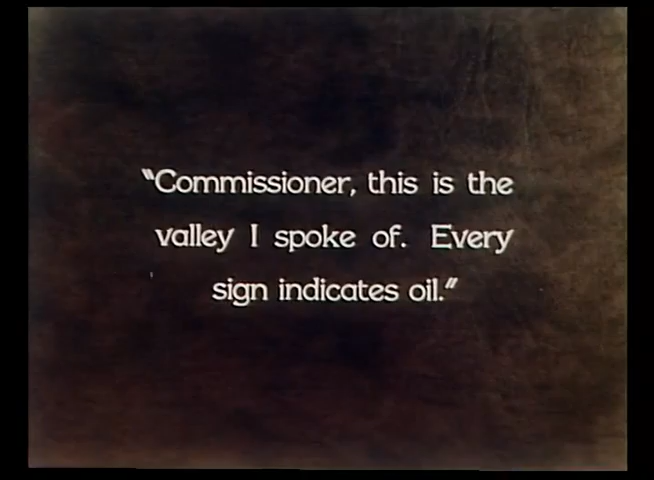 "Commissioner, this is the
valley I spoke of. Every
sign indicates oil."